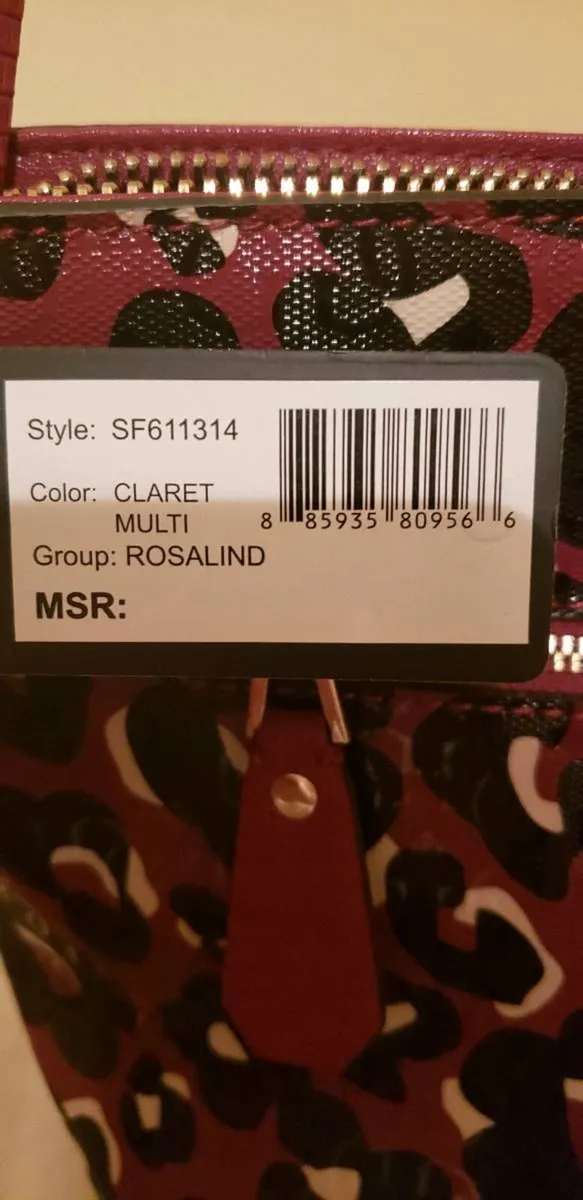 Style: SF611314
Color: CLARET
MULTI
8 85935 80956 6
Group: ROSALIND
MSR: